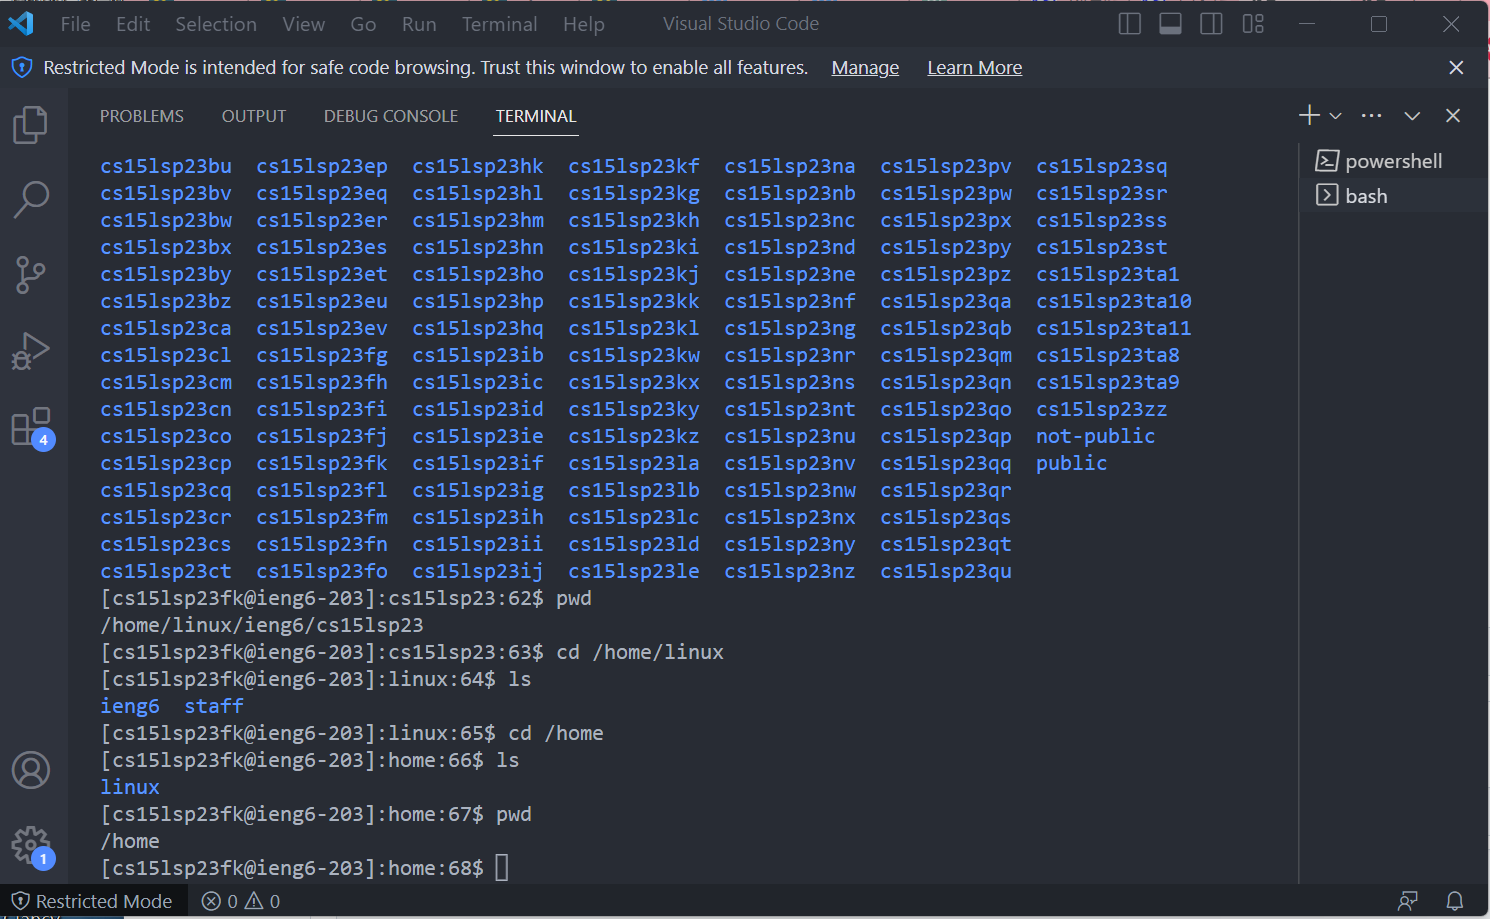 File Edit Selection View Go Run Terminal Help Visual Studio Code
Restricted Mode is intended for safe code browsing. Trust this window to enable all features. Manage Learn More
PROBLEMS OUTPUT DEBUG CONSOLE TERMINAL
powershell
bash
cs15lsp23bu cs15lsp23ep cs15lsp23hk cs15lsp23kf cs15lsp23na cs15lsp23pv cs15lsp23sq
cs15lsp23bv cs15lsp23eq cs15lsp23hl cs15lsp23kg cs15lsp23nb cs15lsp23pw cs15lsp23sr
cs15lsp23bw cs15lsp23er cs15lsp23hm cs15lsp23kh cs15lsp23nc cs15lsp23px cs15lsp23ss
cs15lsp23bx cs15lsp23es cs15lsp23hn cs15lsp23ki cs15lsp23nd cs15lsp23py cs15lsp23st
cs15lsp23by cs15lsp23et cs15lsp23ho cs15lsp23kj cs15lsp23ne cs15lsp23pz cs15lsp23ta1
cs15lsp23bz cs15lsp23eu cs15lsp23hp cs15lsp23kk cs15lsp23nf cs15lsp23qa cs15lsp23ta10
cs15lsp23ca cs15lsp23ev cs15lsp23hq cs15lsp23kl cs15lsp23ng cs15lsp23qb cs15lsp23ta11
cs15lsp23cl cs15lsp23fg cs15lsp23ib cs15lsp23kw cs15lsp23nr cs15lsp23qm cs15lsp23ta8
cs15lsp23cm cs15lsp23fh cs15lsp23ic cs15lsp23kx cs15lsp23ns cs15lsp23qn cs15lsp23ta9
cs15lsp23cn cs15lsp23fi cs15lsp23id cs15lsp23ky cs15lsp23nt cs15lsp23qo cs15lsp23zz
cs15lsp23co cs15lsp23fj cs15lsp23ie cs15lsp23kz cs15lsp23nu cs15lsp23qp not-public
cs15lsp23cp cs15lsp23fk cs15lsp23if cs15lsp23la cs15lsp23nv cs15lsp23qq public
cs15lsp23cq cs15lsp23fl cs15lsp23ig cs15lsp23lb cs15lsp23nw cs15lsp23qr
cs15lsp23cr cs15lsp23fm cs15lsp23ih cs15lsp23lc cs15lsp23nx cs15lsp23qs
cs15lsp23cs cs15lsp23fn cs15lsp23ii cs15lsp23ld cs15lsp23ny cs15lsp23qt
cs15lsp23ct cs15lsp23fo cs15lsp23ij cs15lsp23le cs15lsp23nz cs15lsp23qu
[cs15lsp23fk@ieng6-203]:cs15lsp23:62$ pwd
/home/linux/ieng6/cs15lsp23
[cs15lsp23fk@ieng6-203]:cs15lsp23:63$ cd /home/linux
[cs15lsp23fk@ieng6-203]:linux:64$ ls
ieng6 staff
[cs15lsp23fk@ieng6-203]:linux:65$ cd /home
[cs15lsp23fk@ieng6-203]:home:66$ ls
linux
[cs15lsp23fk@ieng6-203]:home:67$ pwd
/home
[cs15lsp23fk@ieng6-203]:home:68$
4
1
Restricted Mode 0 0